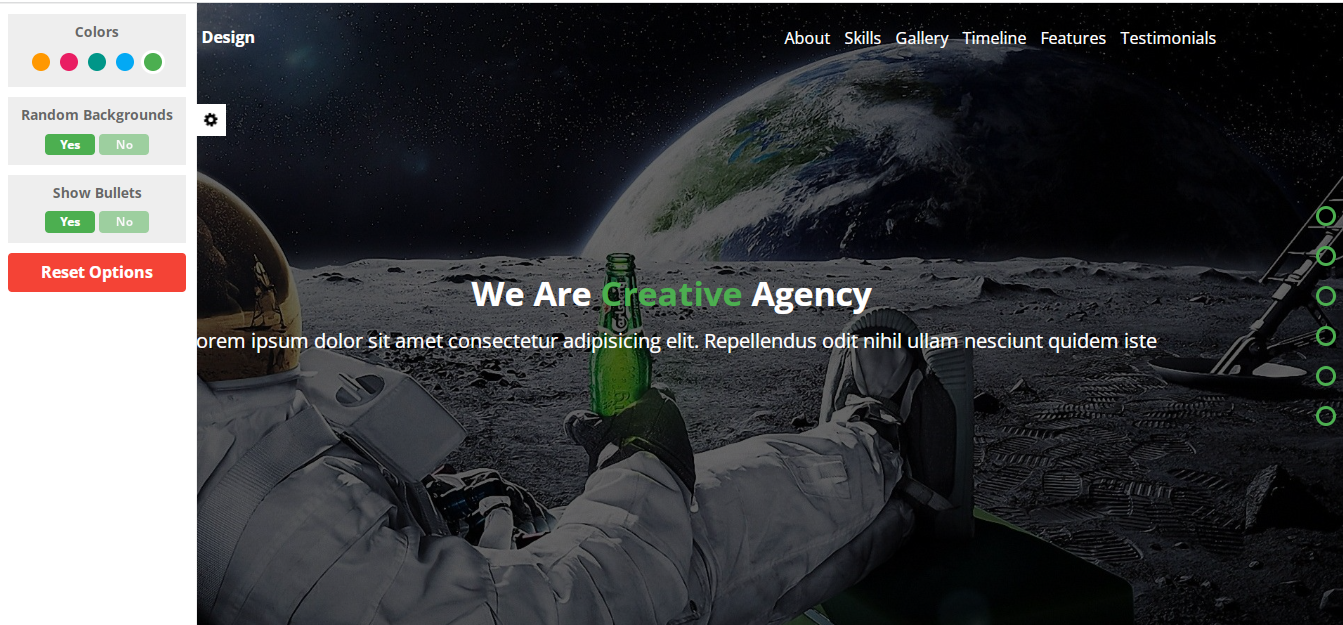 Colors
Random Backgrounds
Yes No
Show Bullets
Yes No
Reset Options
Design
About Skills Gallery Timeline Features Testimonials
We Are Creative Agency
orem ipsum dolor sit amet consectetur adipisicing elit. Repellendus odit nihil ullam nesciunt quidem iste